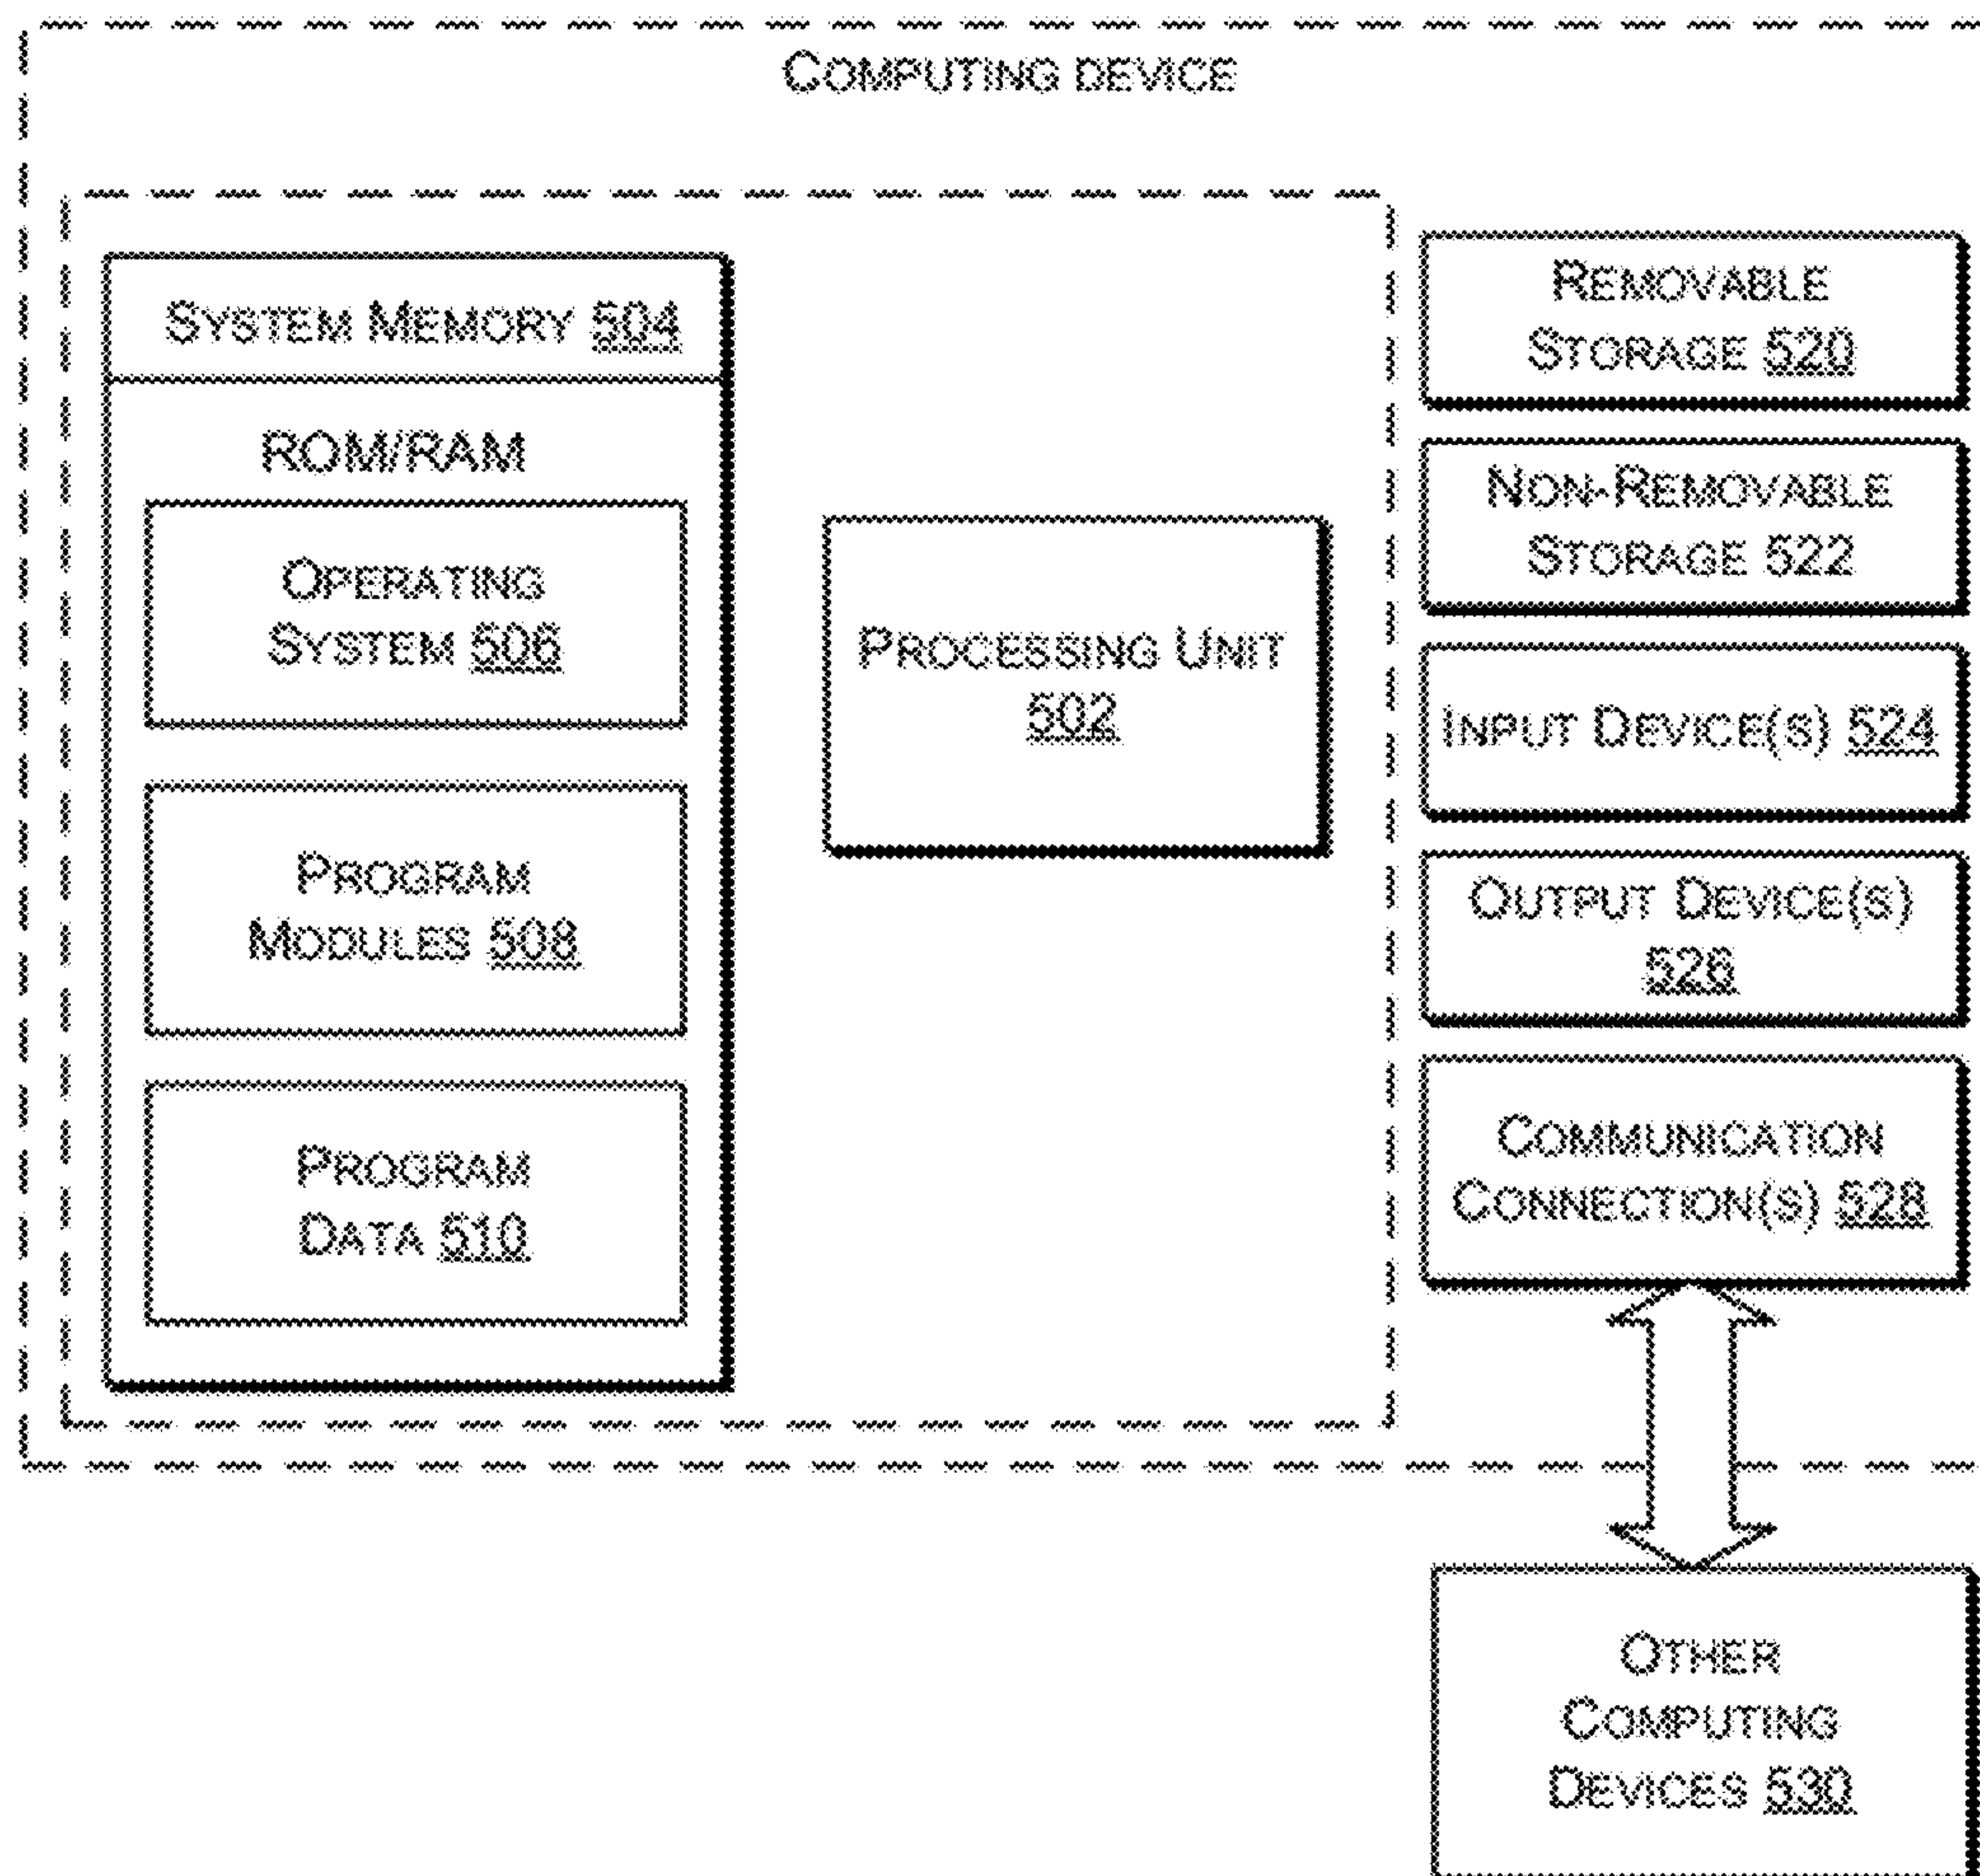 COMPUTING DEVICE
SYSTEM MEMORY 504
ROM/RAM
OPERATING
SYSTEM 506
PROGRAM
MODULES 508
PROGRAM
DATA 510
PROCESSING UNIT
502
REMOVABLE
STORAGE 520
NON-REMOVABLE
STORAGE 522
INPUT DEVICE(S) 524
OUTPUT DEVICE(S)
526
COMMUNICATION
CONNECTION(S) 528
OTHER
COMPUTING
DEVICES 530